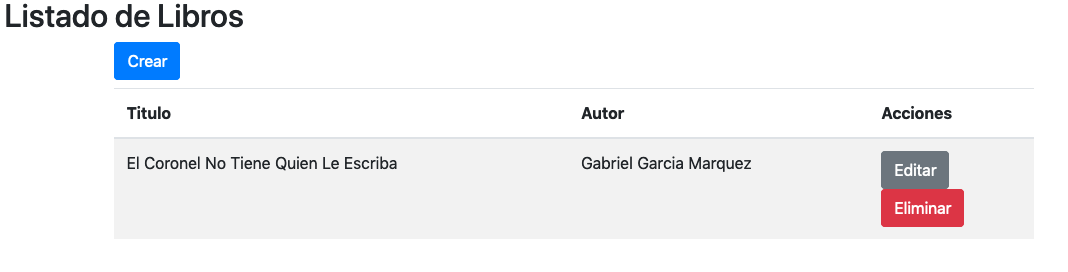 Listado de Libros
Crear
Titulo Autor Acciones
El Coronel No Tiene Quien Le Escriba Gabriel Garcia Marquez Editar
Eliminar